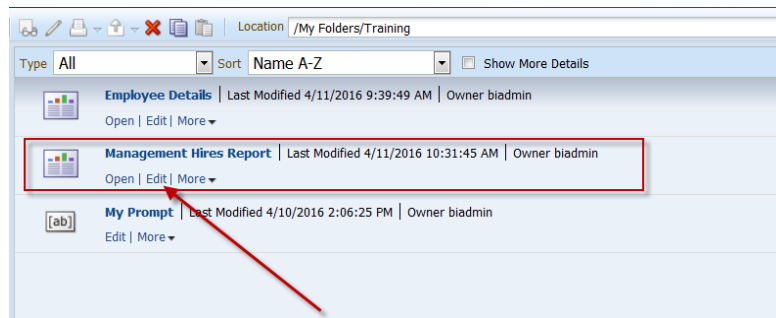 Location /My Folders/Training
Type All Sort Name A-Z Show More Details
Employee Details | Last Modified 4/11/2016 9:39:49 AM | Owner biadmin
Open | Edit | More
Management Hires Report | Last Modified 4/11/2016 10:31:45 AM | Owner biadmin
Open | Edit | More
[ab] My Prompt | Last Modified 4/10/2016 2:06:25 PM | Owner biadmin
Edit | More